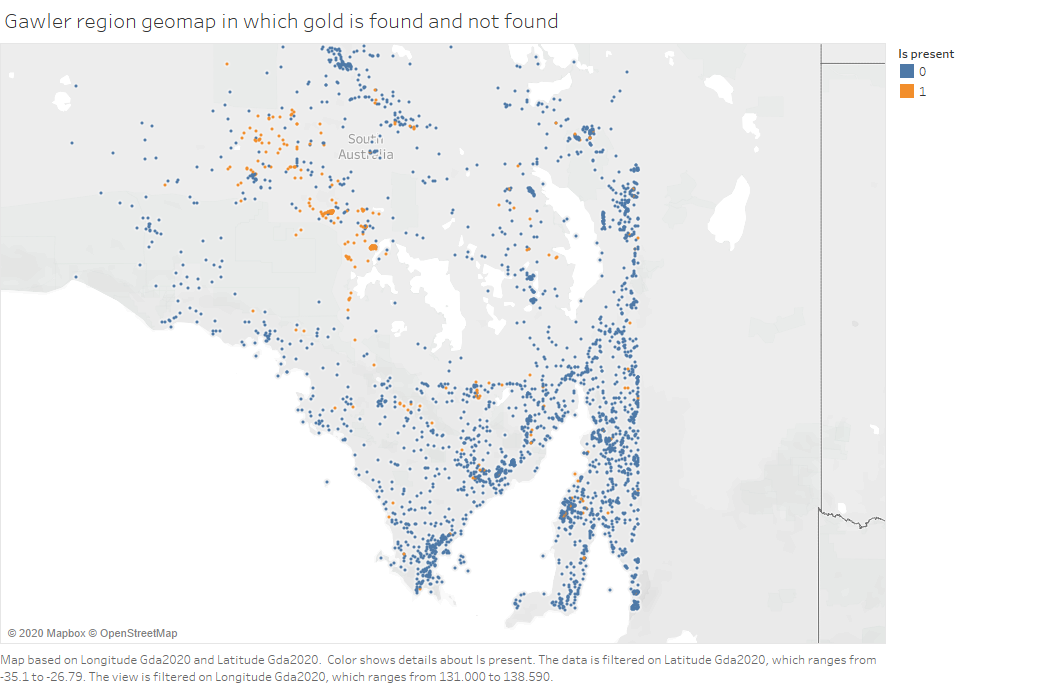 Gawler region geomap in which gold is found and not found
Is present
0
1
South
Australia
© 2020 Mapbox © OpenStreetMap
Map based on Longitude Gda2020 and Latitude Gda2020.  Color shows details about Is present. The data is filtered on Latitude Gda2020, which ranges from
-35.1 to -26.79. The view is filtered on Longitude Gda2020, which ranges from 131.000 to 138.590.